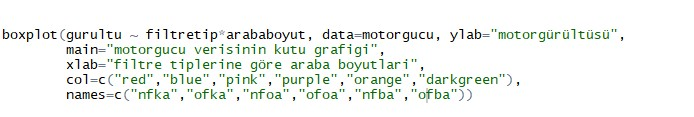 boxplot(gurultu ~ filtretip*arababoyut, data=motorgucu, ylab="motorgürültüsü",
main="motorgucu verisinin kutu grafigi",
xlab="filtre tiplerine göre araba boyutlari",
col=c("red","blue","pink","purple","orange","darkgreen"),
names=c("nfka","ofka","nfoa","ofoa","nfba","ofba"))